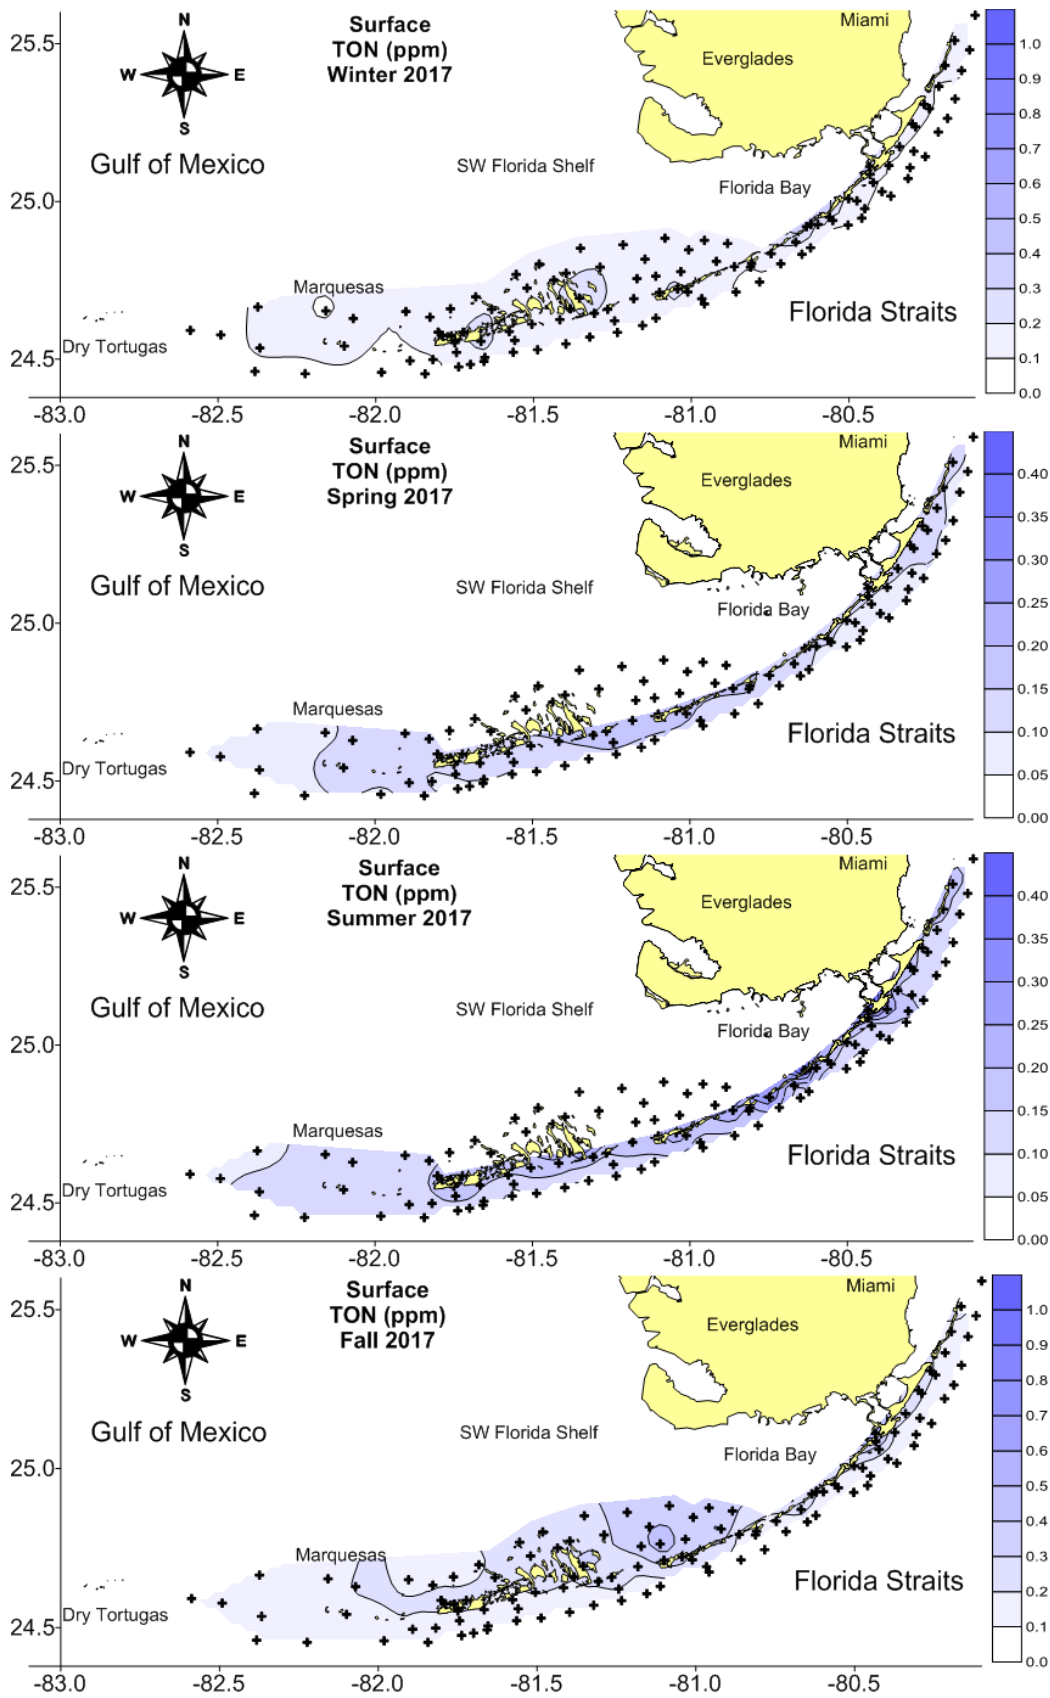 Surface
TON (ppm)
Winter 2017
N
W E
S
Gulf of Mexico
SW Florida Shelf
Miami
Everglades
Florida Bay
Marquesas
Dry Tortugas
Florida Straits
25.5
25.0
24.5
-83.0 -82.5 -82.0 -81.5 -81.0 -80.5
1.0
0.9
0.8
0.7
0.6
0.5
0.4
0.3
0.2
0.1
0.0
Surface
TON (ppm)
Spring 2017
N
W E
S
Gulf of Mexico
SW Florida Shelf
Miami
Everglades
Florida Bay
Marquesas
Dry Tortugas
Florida Straits
25.5
25.0
24.5
-83.0 -82.5 -82.0 -81.5 -81.0 -80.5
0.40
0.35
0.30
0.25
0.20
0.15
0.10
0.05
0.00
Surface
TON (ppm)
Summer 2017
N
W E
S
Gulf of Mexico
SW Florida Shelf
Miami
Everglades
Florida Bay
Marquesas
Dry Tortugas
Florida Straits
25.5
25.0
24.5
-83.0 -82.5 -82.0 -81.5 -81.0 -80.5
0.40
0.35
0.30
0.25
0.20
0.15
0.10
0.05
0.00
Surface
TON (ppm)
Fall 2017
N
W E
S
Gulf of Mexico
SW Florida Shelf
Miami
Everglades
Florida Bay
Marquesas
Dry Tortugas
Florida Straits
25.5
25.0
24.5
-83.0 -82.5 -82.0 -81.5 -81.0 -80.5
1.0
0.9
0.8
0.7
0.6
0.5
0.4
0.3
0.2
0.1
0.0